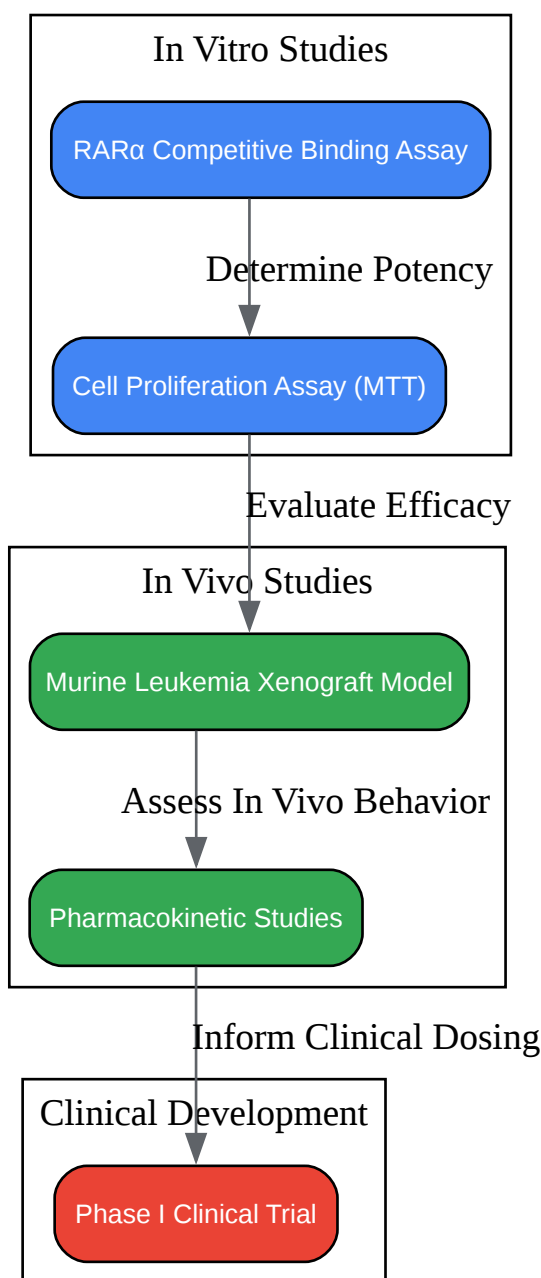 In Vitro Studies
RARα Competitive Binding Assay
Determine Potency
Cell Proliferation Assay (MTT)
Evaluate Efficacy
In Vivo Studies
Murine Leukemia Xenograft Model
Assess In Vivo Behavior
Pharmacokinetic Studies
Inform Clinical Dosing
Clinical Development
Phase I Clinical Trial